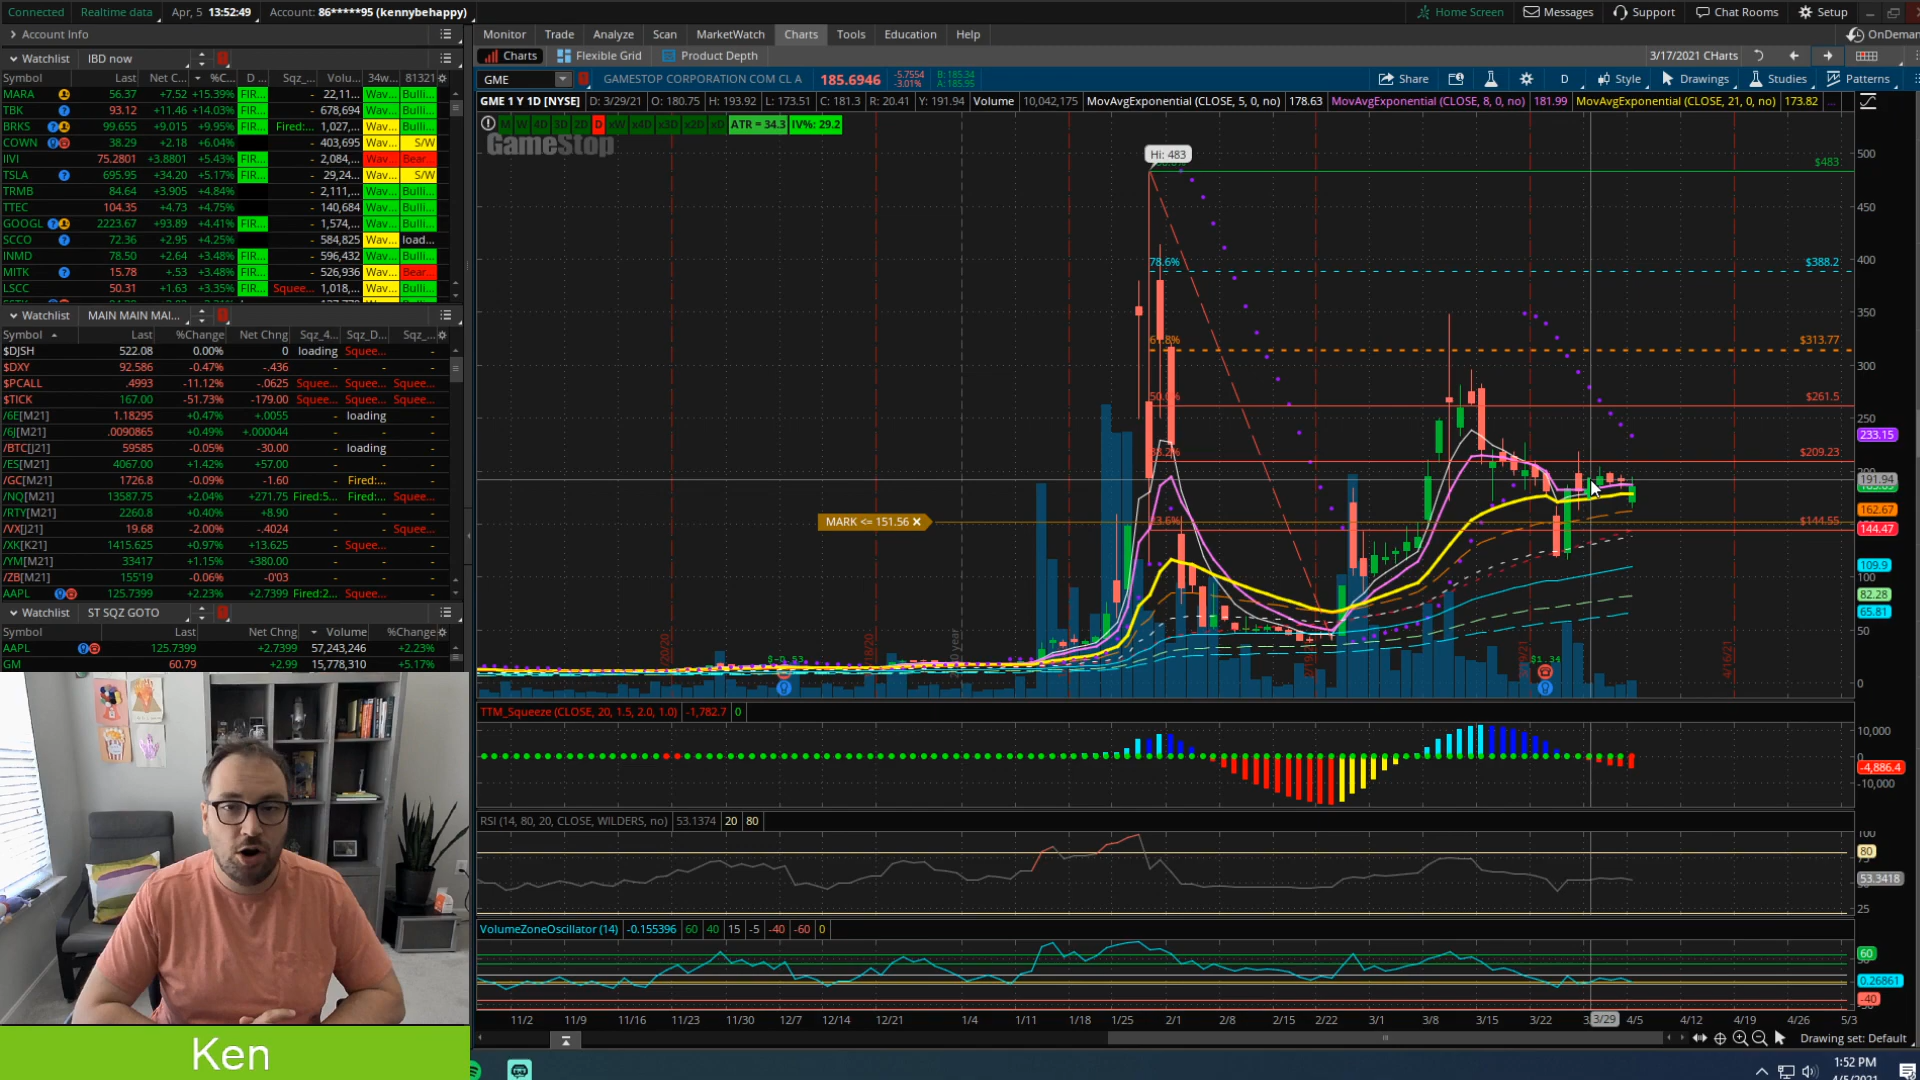 Connected Realtime data Apr, 5 13:52:49 Account: 86*****95 (kennybehappy) Home Screen Messages Support Chat Rooms Setup
Account Info
Monitor Trade Analyze Scan MarketWatch Charts Tools Education Help OnDeman
Watchlist IBD now
Charts Flexible Grid Product Depth 3/17/2021 CHarts
Symbol Last Net C... %C... D ... Sqz_... Volu... 34w... 81321
GME GAMESTOP CORPORATION COM CL A 185.6946 -5.7554 -3.01% B: 185.34 A: 185.95 Share D Style Drawings Studies Patterns
MARA 56.37 +7.52 +15.39% FIR... - 22,11... Wav... Bulli...
TBK 93.12 +11.46 +14.03% FIR... - 678,694 Wav... Bulli...
BRKS 99.655 +9.015 +9.95% FIR... Fired:... 1,027,... Wav... Bulli...
COWN 38.29 +2.18 +6.04% - 403,695 Wav... S/W
IIVI 75.2801 +3.8801 +5.43% FIR... - 2,084,... Wav... Bear...
TSLA 695.95 +34.20 +5.17% FIR... - 29,24... Wav... S/W
TRMB 84.64 +3.905 +4.84% - 2,111,... Wav... Bulli...
TTEC 104.35 +4.73 +4.75% - 140,684 Wav... Bulli...
GOOGL 2223.67 +93.89 +4.41% FIR... - 1,574,... Wav... Bulli...
SCCO 72.36 +2.95 +4.25% - 584,825 Wav... load...
INMD 78.50 +2.64 +3.48% FIR... - 596,432 Wav... Bulli...
MITK 15.78 +.53 +3.48% FIR... - 526,936 Wav... Bear...
LSCC 50.31 +1.63 +3.35% FIR... Squee... 1,018,... Wav... Bulli...
GME 1 Y 1D [NYSE] D: 3/29/21 O: 180.75 H: 193.92 L: 173.51 C: 181.3 R: 20.41 Y: 191.94 Volume 10,042,175 MovAvgExponential (CLOSE, 5, 0, no) 178.63 MovAvgExponential (CLOSE, 8, 0, no) 181.99 MovAvgExponential (CLOSE, 21, 0, no) 173.82 ...
M W 4D 3D 2D D xW x4D x3D x2D xD ATR = 34.3 IV%: 29.2
GameStop
Hi: 483
$483
78.6% $388.2
61.8% $313.77
50.0% $261.5
$209.23
23.6% $144.55
MARK <= 151.56
500
450
400
350
300
250
233.15
191.94
162.67
144.47
109.9
100
82.28
65.81
50
0
$1.34
4/16/21
Watchlist MAIN MAIN MAI...
Symbol Last %Change Net Chng Sqz_4... Sqz_D... Sqz_...
$DJSH 522.08 0.00% 0 loading Squee... -
$DXY 92.586 -0.47% -.436 - - -
$PCALL .4993 -11.12% -.0625 Squee... Squee... Squee...
$TICK 167.00 -51.73% -179.00 Squee... Squee... Squee...
/6E[M21] 1.18295 +0.47% +.0055 loading -
/6J[M21] .0090865 +0.49% +.000044 - - -
/BTC[J21] 59585 -0.05% -30.00 loading -
/ES[M21] 4067.00 +1.42% +57.00 - - -
/GC[M21] 1726.8 -0.09% -1.60 - Fired:... -
/NQ[M21] 13587.75 +2.04% +271.75 Fired:5... Fired:... Squee...
/RTY[M21] 2260.8 +0.40% +8.90 - - -
/VX[J21] 19.68 -2.00% -.4024 - - Squee...
/XK[K21] 1415.625 +0.97% +13.625 - Squee... -
/YM[M21] 33417 +1.15% +380.00 - - -
/ZB[M21] 155'19 -0.06% -0'03 - - -
AAPL 125.7399 +2.23% +2.7399 Fired:2... Squee... -
Watchlist ST SQZ GOTO
Symbol Last Net Chng Volume %Change
AAPL 125.7399 +2.7399 57,243,246 +2.23%
GM 60.79 +2.99 15,778,310 +5.17%
TTM_Squeeze (CLOSE, 20, 1.5, 2.0, 1.0) -1,782.7 0
10,000
0
-4,886.4
-10,000
RSI (14, 80, 20, CLOSE, WILDERS, no) 53.1374 20 80
100
80
53.3418
25
VolumeZoneOscillator (14) -0.155396 60 40 15 -5 -40 -60 0
60
0.26861
-40
11/2 11/9 11/16 11/23 11/30 12/7 12/14 12/21 1/4 1/11 1/18 1/25 2/1 2/8 2/15 2/22 3/1 3/8 3/15 3/22 3/29 4/5 4/12 4/19 4/26 5/3
Drawing set: Default
Ken
1:52 PM
4/5/2021